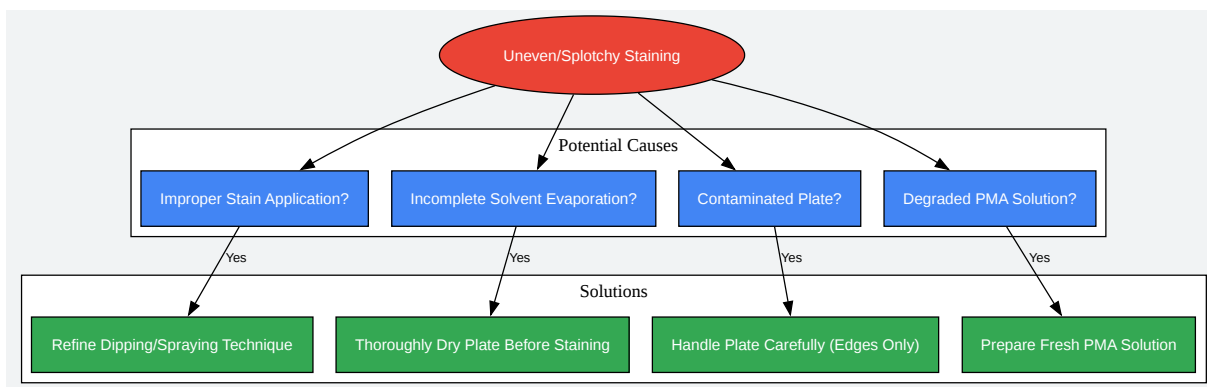 Uneven/Splotchy Staining
Potential Causes
Improper Stain Application?
Incomplete Solvent Evaporation?
Contaminated Plate?
Degraded PMA Solution?
Yes
Yes
Yes
Yes
Solutions
Refine Dipping/Spraying Technique
Thoroughly Dry Plate Before Staining
Handle Plate Carefully (Edges Only)
Prepare Fresh PMA Solution